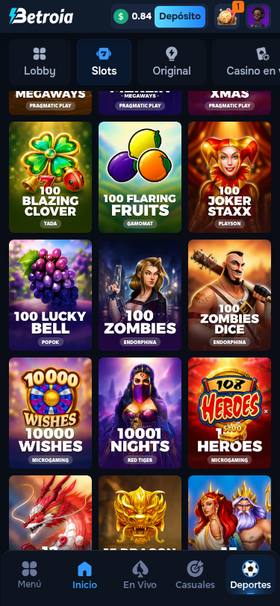 Betroia
$ 0.84 Depósito
1
Lobby Slots Original Casino en v
MEGAWAYS
PRAGMATIC PLAY
MEGAWAYS
PRAGMATIC PLAY
XMAS
PRAGMATIC PLAY
100
BLAZING
CLOVER
TADA
100 FLARING
FRUITS
GAMOMAT
100
JOKER
STAXX
PLAYSON
100 LUCKY
BELL
POPOK
100
ZOMBIES
ENDORPHINA
100
ZOMBIES
DICE
ENDORPHINA
10000
WISHES
10000
WISHES
MICROGAMING
10001
NIGHTS
RED TIGER
108
HEROES
HEROES
MICROGAMING
Menú Inicio En Vivo Casuales Deportes